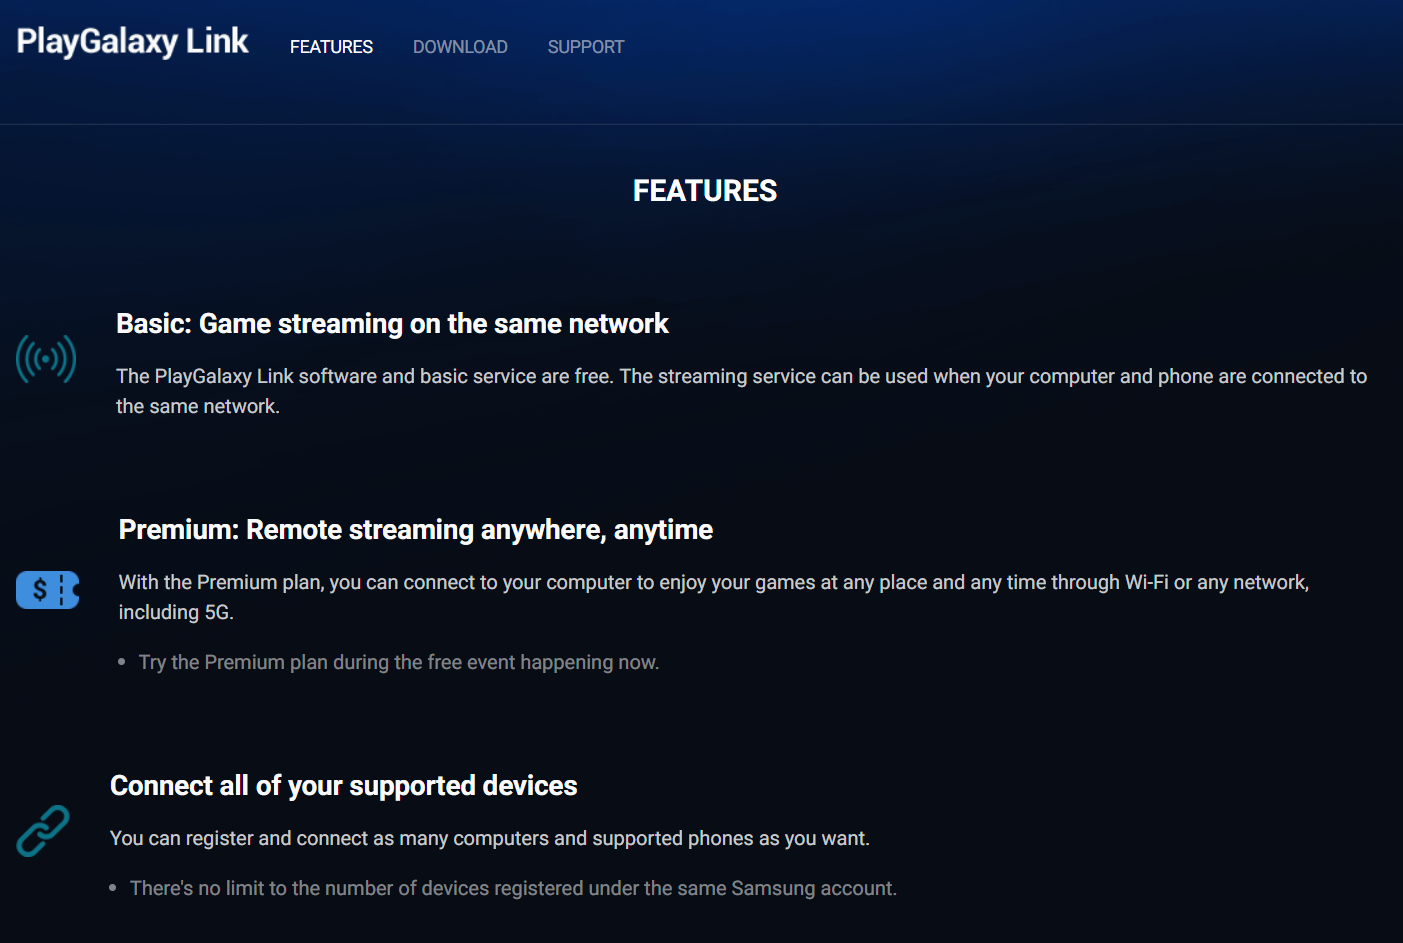 PlayGalaxy Link
FEATURES
DOWNLOAD
SUPPORT
FEATURES
Basic: Game streaming on the same network
The PlayGalaxy Link software and basic service are free. The streaming service can be used when your computer and phone are connected to
the same network.
Premium: Remote streaming anywhere, anytime
With the Premium plan, you can connect to your computer to enjoy your games at any place and any time through Wi-Fi or any network,
including 5G.
• Try the Premium plan during the free event happening now.
Connect all of your supported devices
You can register and connect as many computers and supported phones as you want.
• There's no limit to the number of devices registered under the same Samsung account.